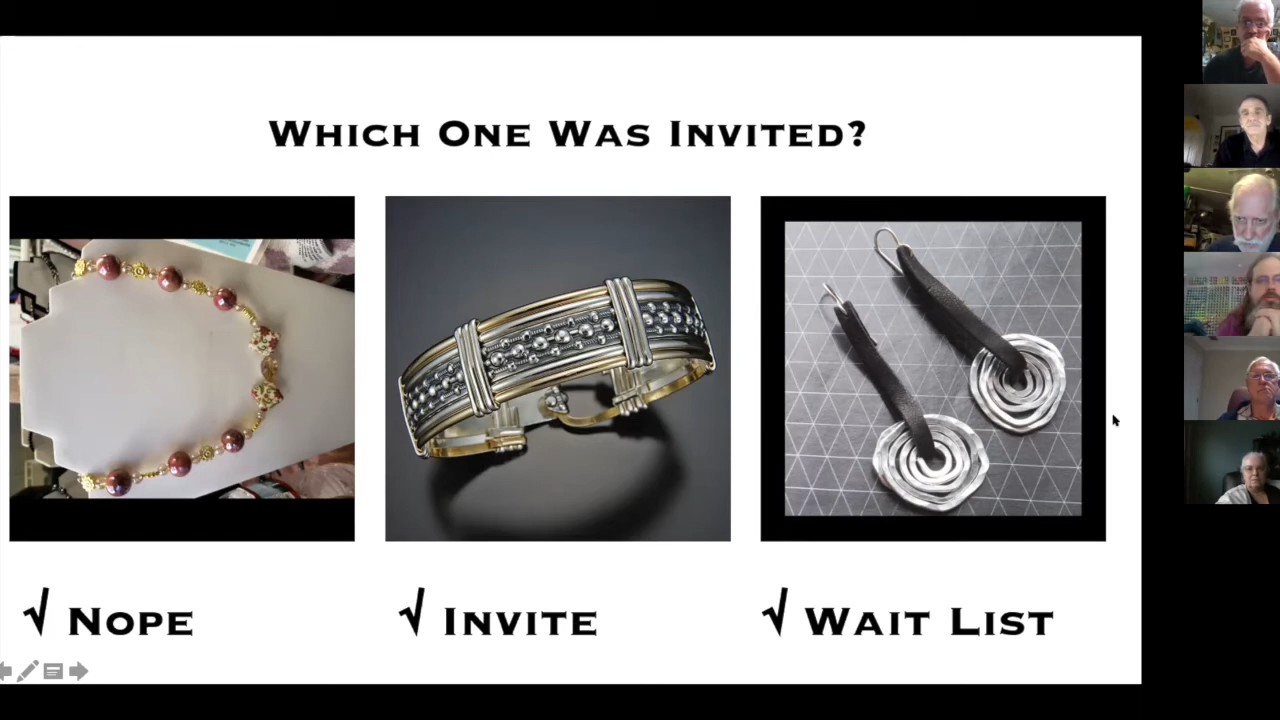 Which One Was Invited?
√ Nope
√ Invite
√ Wait List